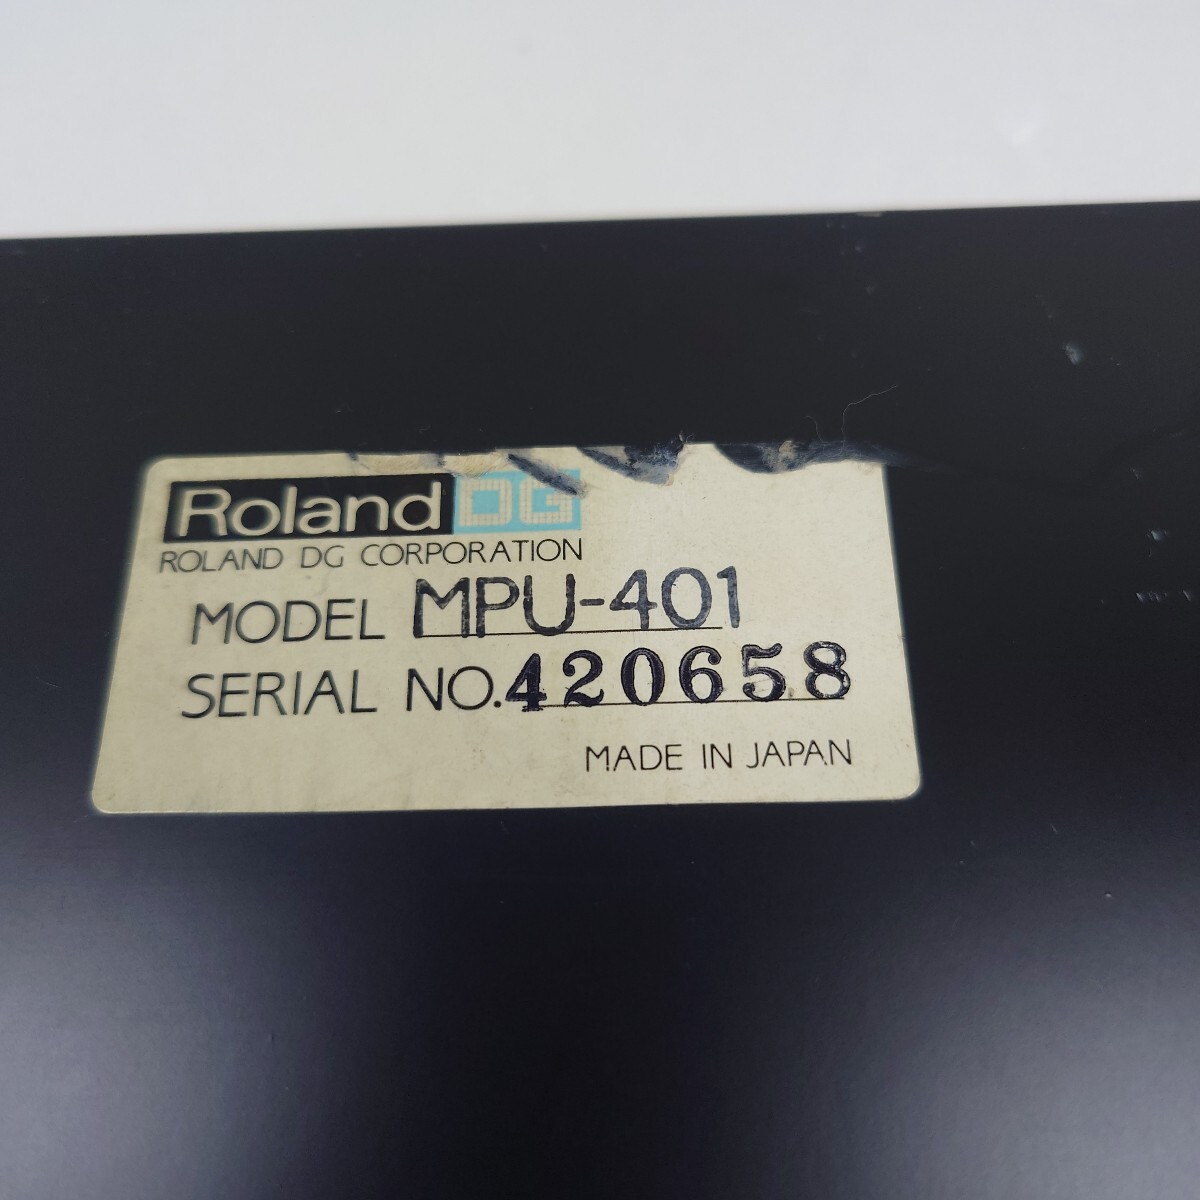 Roland DG
ROLAND DG CORPORATION
MODEL MPU-401
SERIAL NO. 420658
MADE IN JAPAN